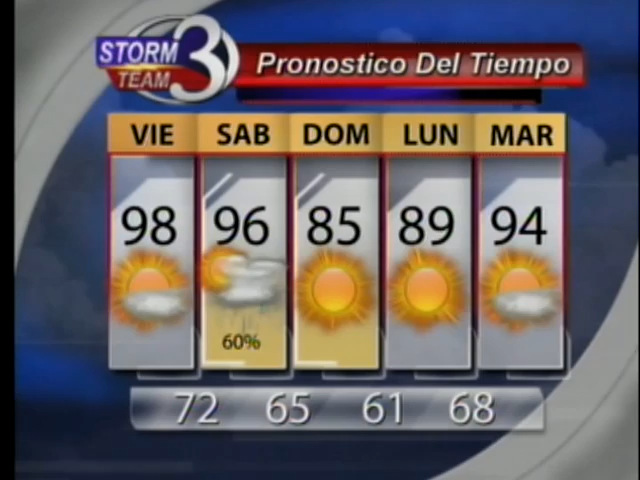 STORM
TEAM
3
Pronostico Del Tiempo
VIE SAB DOM LUN MAR
98 96 85 89 94
60%
72 65 61 68